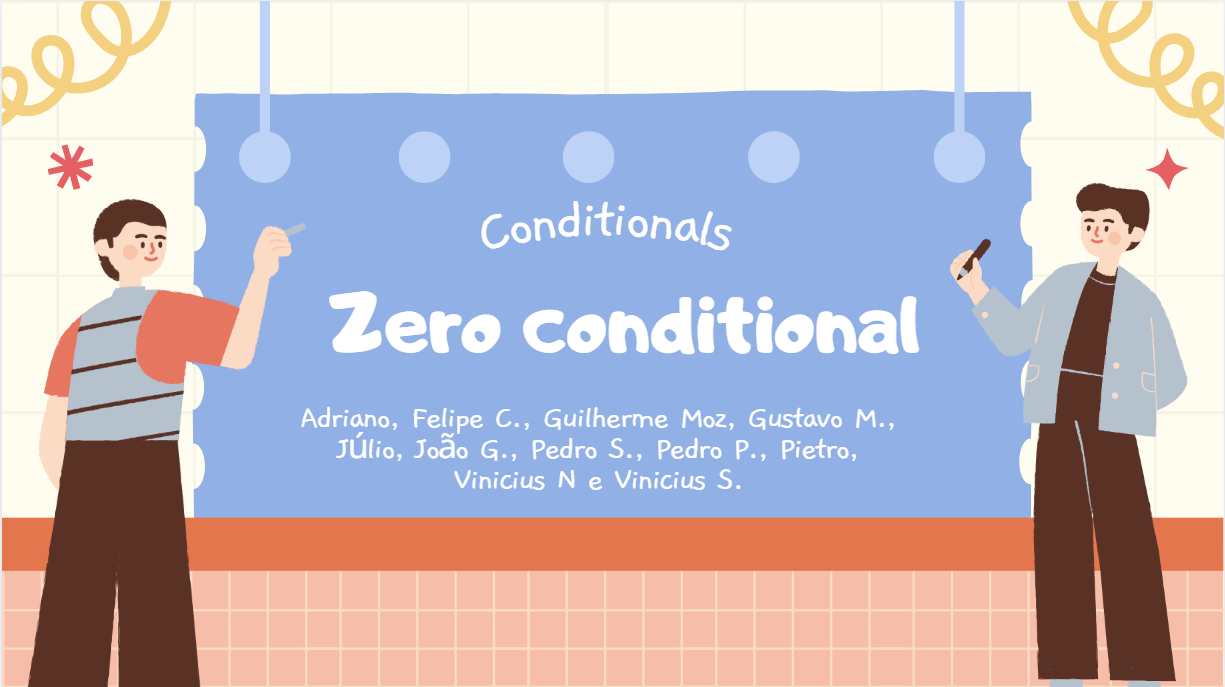 Conditionals
Zero conditional
Adriano, Felipe C., Guilherme Moz, Gustavo M.,
JÚlio, João G., Pedro S., Pedro P., Pietro,
Vinicius N e Vinicius S.